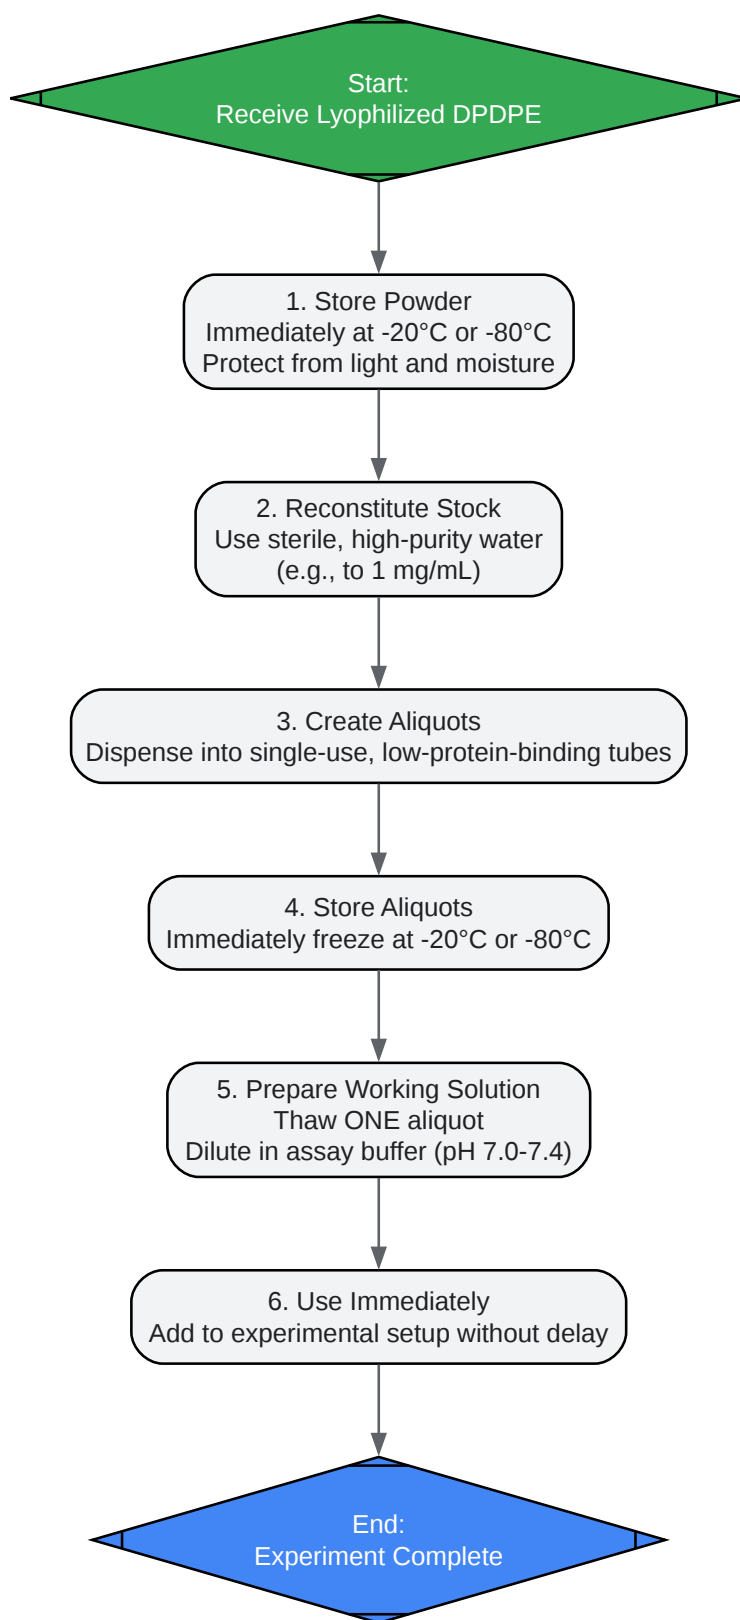 Start:
Receive Lyophilized DPDPE
1. Store Powder
Immediately at -20°C or -80°C
Protect from light and moisture
2. Reconstitute Stock
Use sterile, high-purity water
(e.g., to 1 mg/mL)
3. Create Aliquots
Dispense into single-use, low-protein-binding tubes
4. Store Aliquots
Immediately freeze at -20°C or -80°C
5. Prepare Working Solution
Thaw ONE aliquot
Dilute in assay buffer (pH 7.0-7.4)
6. Use Immediately
Add to experimental setup without delay
End:
Experiment Complete